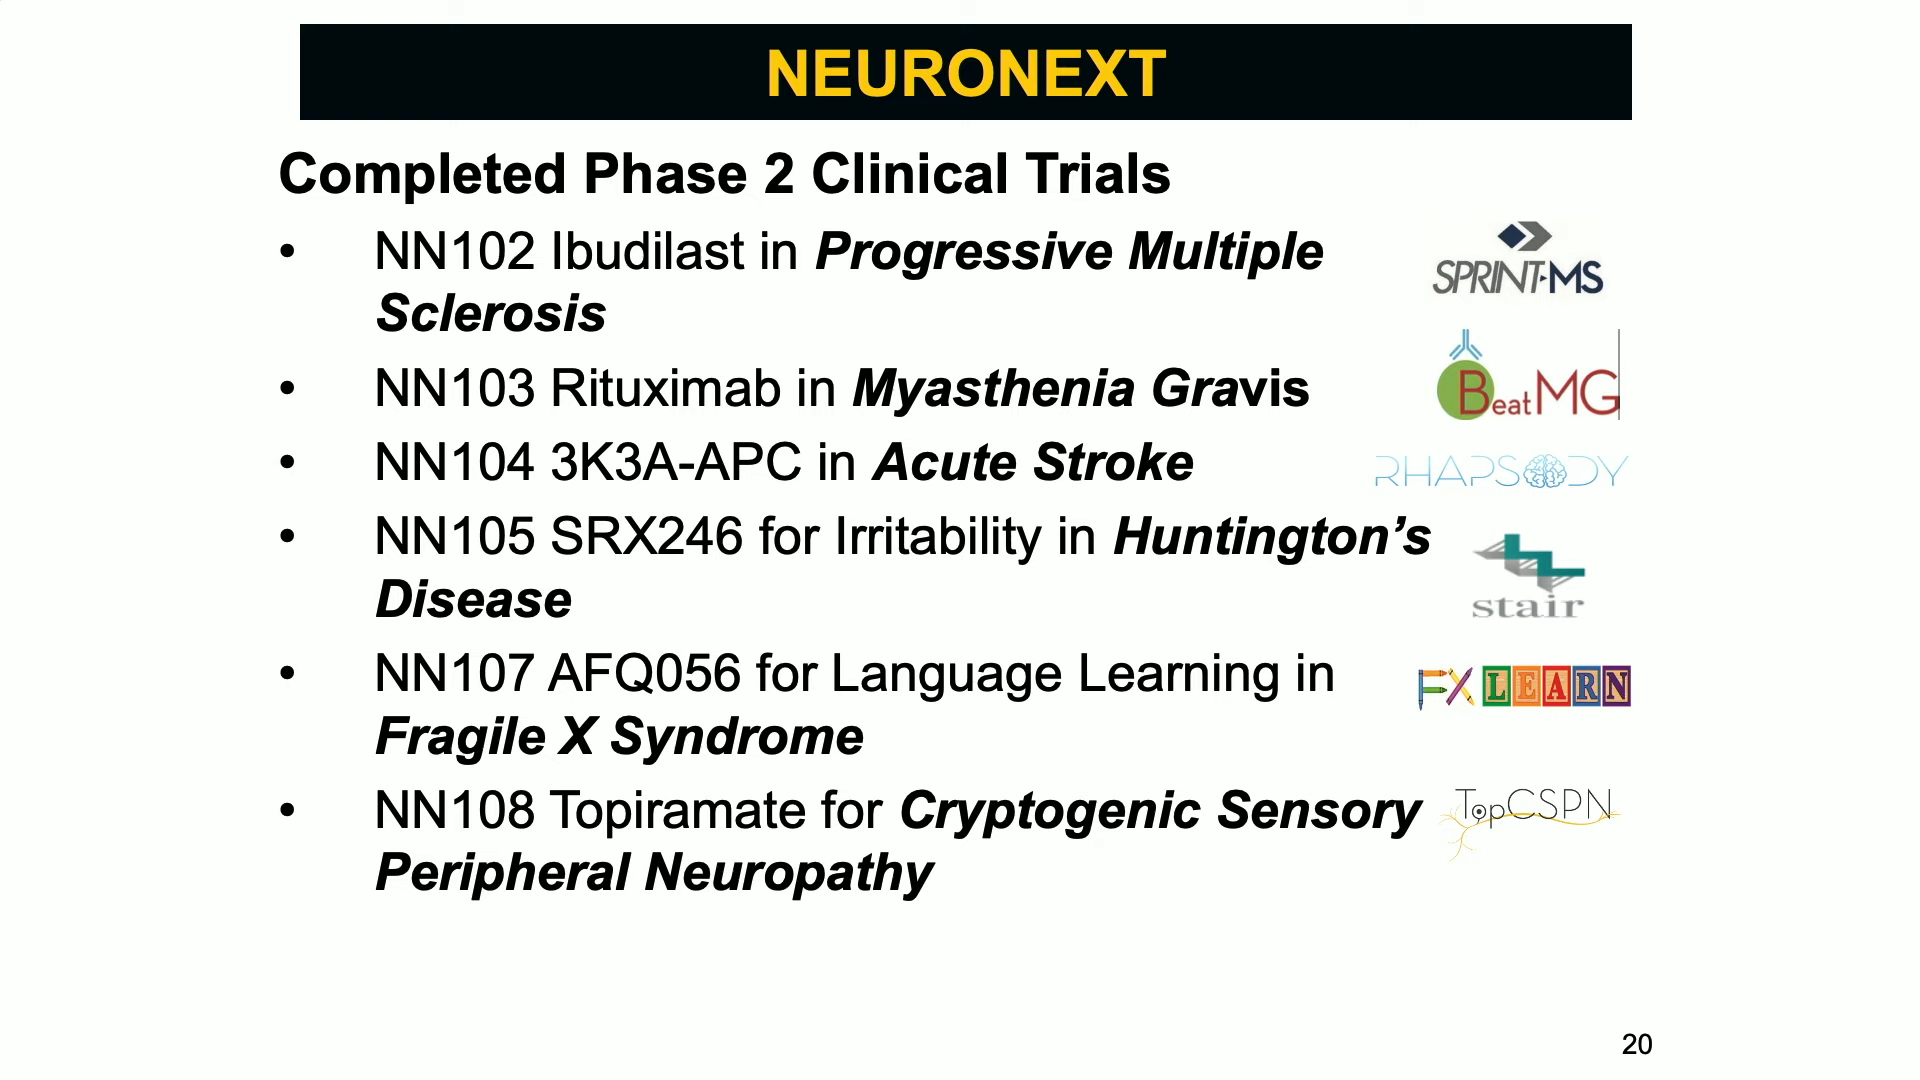 NEURONEXT
Completed Phase 2 Clinical Trials
• NN102 Ibudilast in Progressive Multiple
Sclerosis
SPRINT-MS
• NN103 Rituximab in Myasthenia Gravis
BeatMG
• NN104 3K3A-APC in Acute Stroke
RHAPSODY
• NN105 SRX246 for Irritability in Huntington’s
Disease
stair
• NN107 AFQ056 for Language Learning in
Fragile X Syndrome
FX LEARN
• NN108 Topiramate for Cryptogenic Sensory
Peripheral Neuropathy
TopCSPN
20